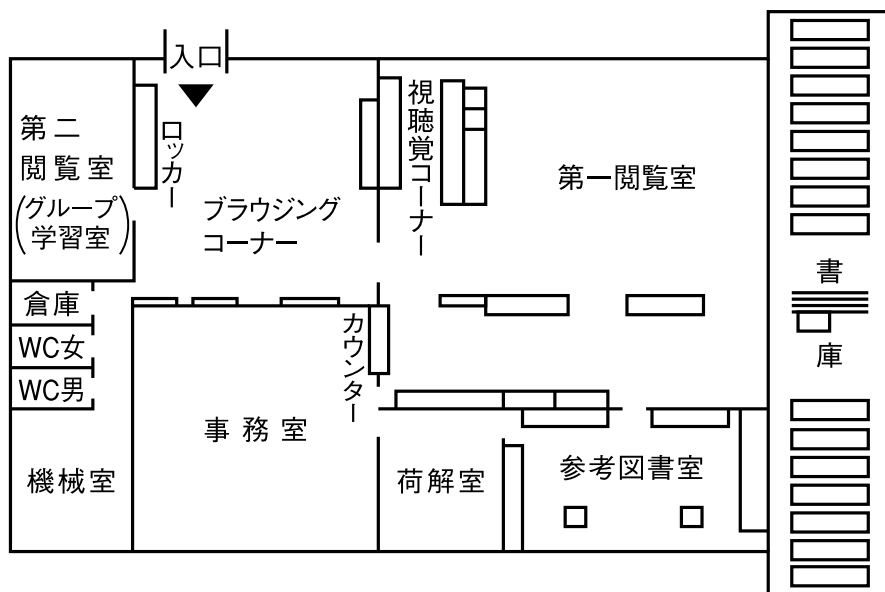 入口
第二
閲覧室
(グループ
学習室)
ロッカー
ブラウジング
コーナー
視聴覚コーナー
第一閲覧室
書庫
倉庫
WC女
WC男
機械室
事務室
カウンター
荷解室
参考図書室